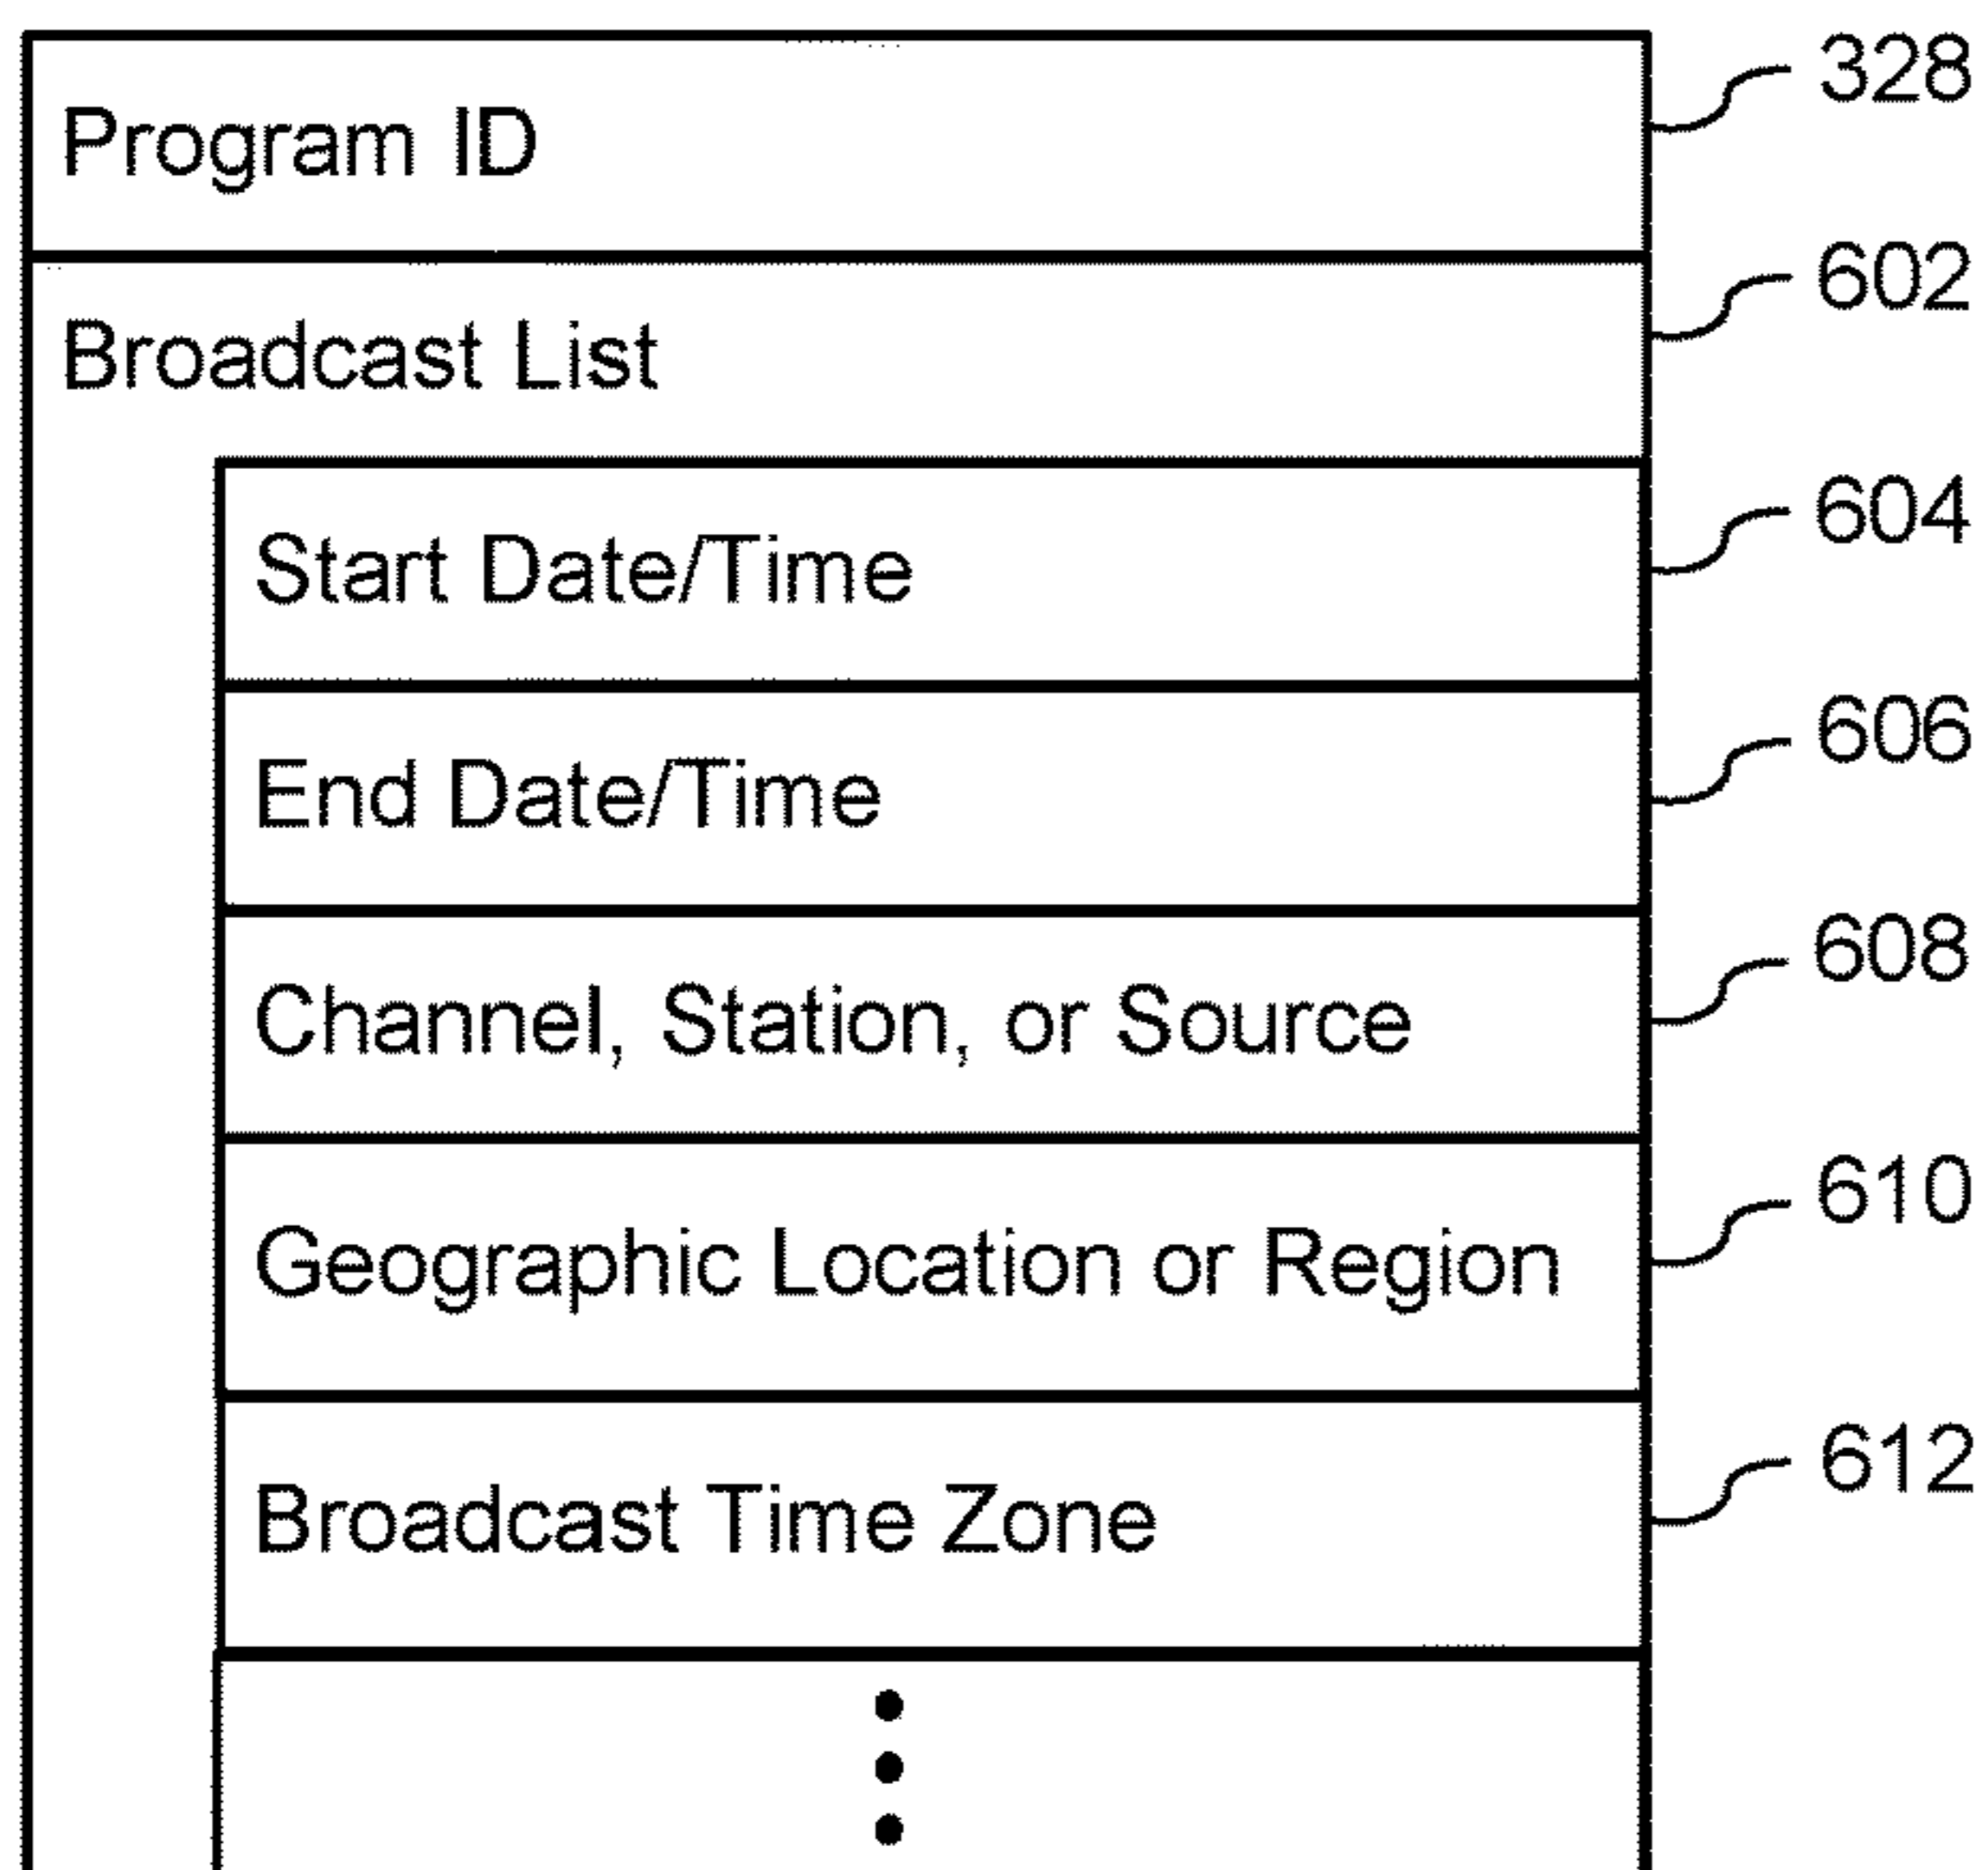 Program ID 328
Broadcast List 602
Start Date/Time 604
End Date/Time 606
Channel, Station, or Source 608
Geographic Location or Region 610
Broadcast Time Zone 612